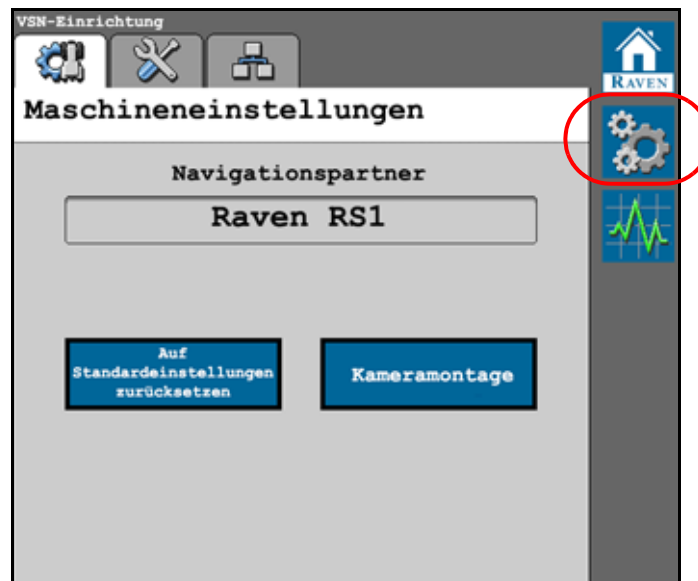 VSN-Einrichtung
RAVEN
Maschineneinstellungen
Navigationspartner
Raven RS1
Auf
Standardeinstellungen
zurücksetzen
Kameramontage